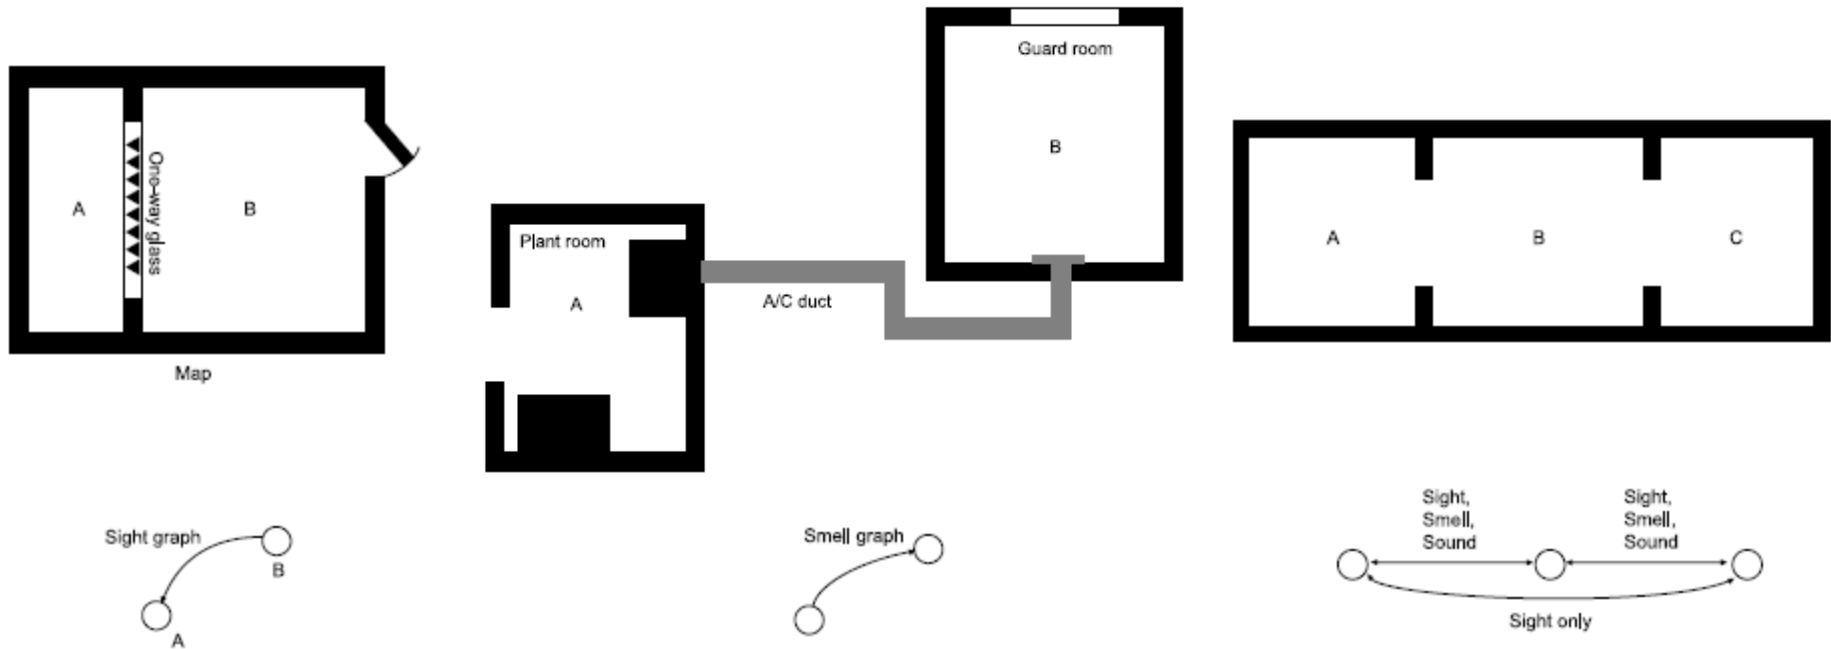 A
One-way glass
B
Map
Sight graph
B
A
Plant room
A
A/C duct
Guard room
B
Smell graph
A
B
C
Sight,
Smell,
Sound
Sight,
Smell,
Sound
Sight only